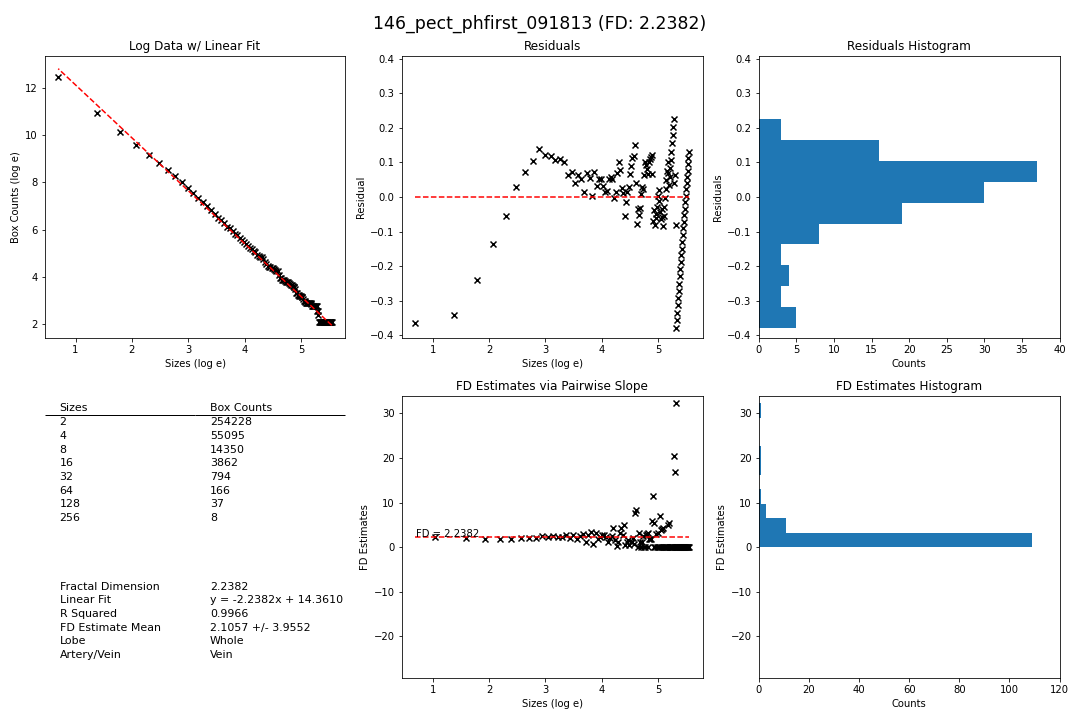 146_pect_phfirst_091813 (FD: 2.2382)
Log Data w/ Linear Fit
Box Counts (log e)
12
10
8
6
4
2
1 2 3 4 5
Sizes (log e)
Residuals
Residual
0.4
0.3
0.2
0.1
0.0
−0.1
−0.2
−0.3
−0.4
1 2 3 4 5
Sizes (log e)
Residuals Histogram
Residuals
0.4
0.3
0.2
0.1
0.0
−0.1
−0.2
−0.3
−0.4
0 5 10 15 20 25 30 35 40
Counts
Sizes Box Counts
2 254228
4 55095
8 14350
16 3862
32 794
64 166
128 37
256 8
Fractal Dimension 2.2382
Linear Fit y = -2.2382x + 14.3610
R Squared 0.9966
FD Estimate Mean 2.1057 +/- 3.9552
Lobe Whole
Artery/Vein Vein
FD Estimates via Pairwise Slope
FD Estimates
30
20
10
0
−10
−20
FD = 2.2382
1 2 3 4 5
Sizes (log e)
FD Estimates Histogram
FD Estimates
30
20
10
0
−10
−20
0 20 40 60 80 100 120
Counts